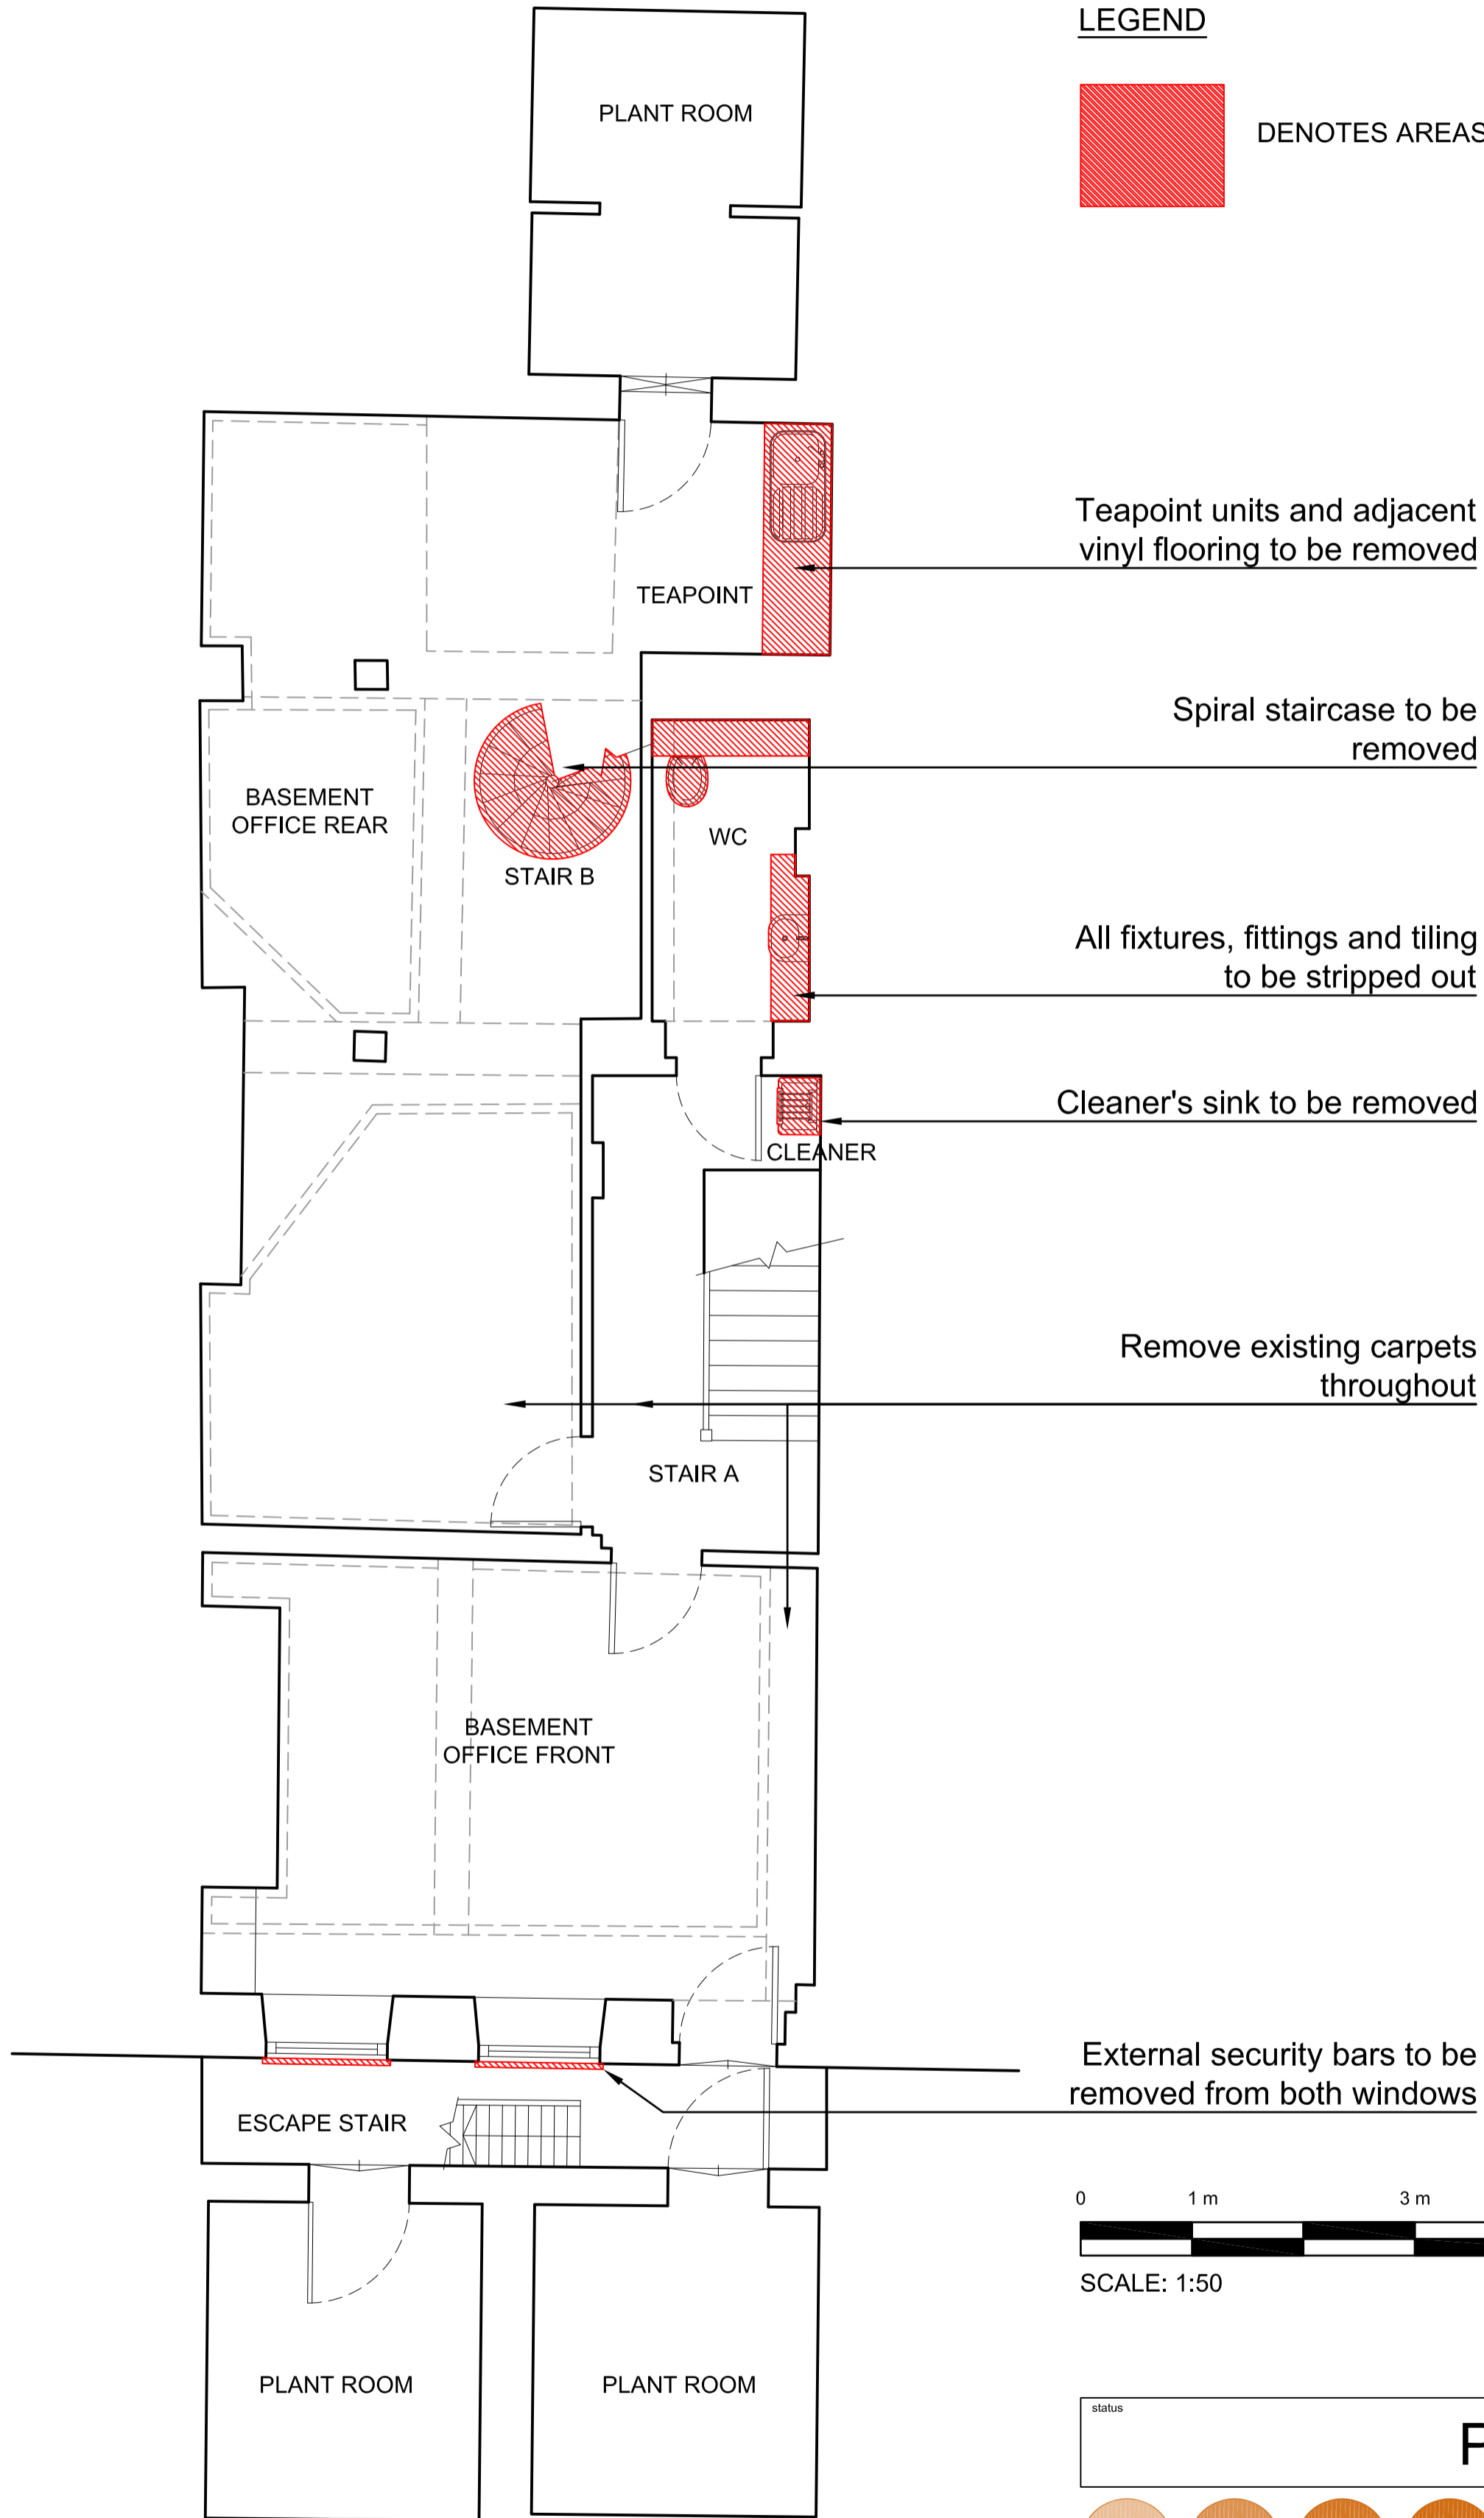 LEGEND
DENOTES AREAS
PLANT ROOM
Teapoint units and adjacent
vinyl flooring to be removed
TEAPOINT
Spiral staircase to be
removed
BASEMENT
OFFICE REAR
WC
STAIR B
All fixtures, fittings and tiling
to be stripped out
Cleaner's sink to be removed
CLEANER
Remove existing carpets
throughout
STAIR A
BASEMENT
OFFICE FRONT
External security bars to be
removed from both windows
ESCAPE STAIR
0 1 m 3 m
SCALE: 1:50
PLANT ROOM
PLANT ROOM
status
P